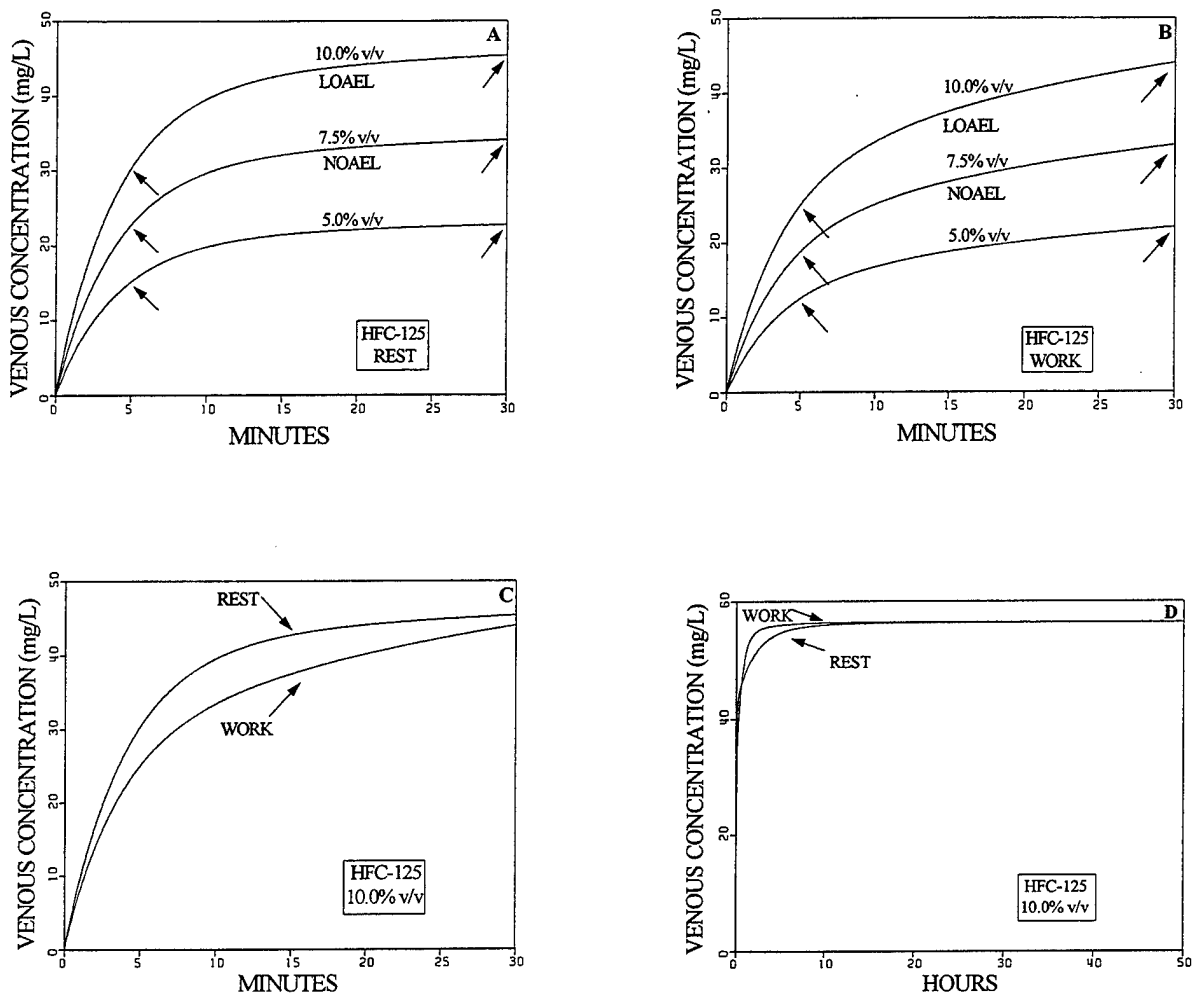 A
VENOUS CONCENTRATION (mg/L)
50
40
30
20
10
0
10.0% v/v
LOAEL
7.5% v/v
NOAEL
5.0% v/v
HFC-125
REST
0 5 10 15 20 25 30
MINUTES
B
VENOUS CONCENTRATION (mg/L)
50
40
30
20
10
0
10.0% v/v
LOAEL
7.5% v/v
NOAEL
5.0% v/v
HFC-125
WORK
0 5 10 15 20 25 30
MINUTES
C
VENOUS CONCENTRATION (mg/L)
50
40
30
20
10
0
REST
WORK
HFC-125
10.0% v/v
0 5 10 15 20 25 30
MINUTES
D
VENOUS CONCENTRATION (mg/L)
60
40
20
0
WORK
REST
HFC-125
10.0% v/v
0 10 20 30 40 50
HOURS